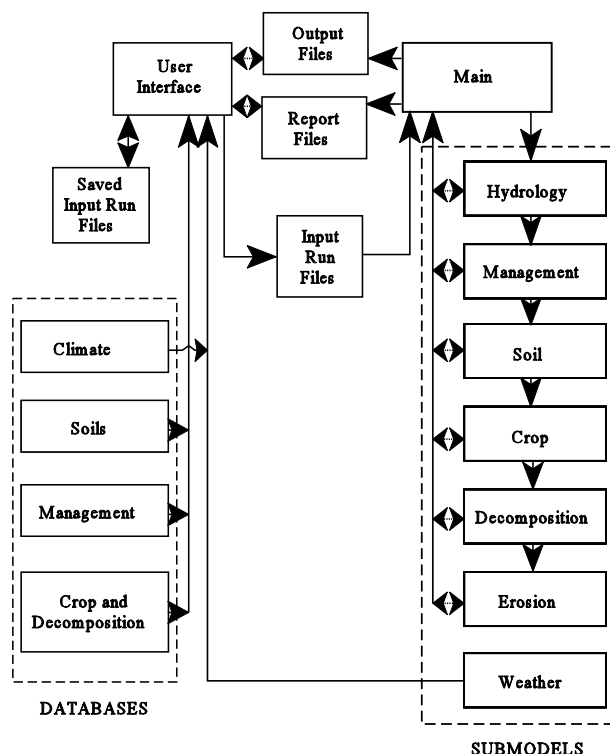 Output
Files
User
Interface
Main
Report
Files
Saved
Input Run
Files
Input
Run
Files
Hydrology
Management
Soil
Crop
Decomposition
Erosion
Weather
Climate
Soils
Management
Crop and
Decomposition
DATABASES
SUBMODELS